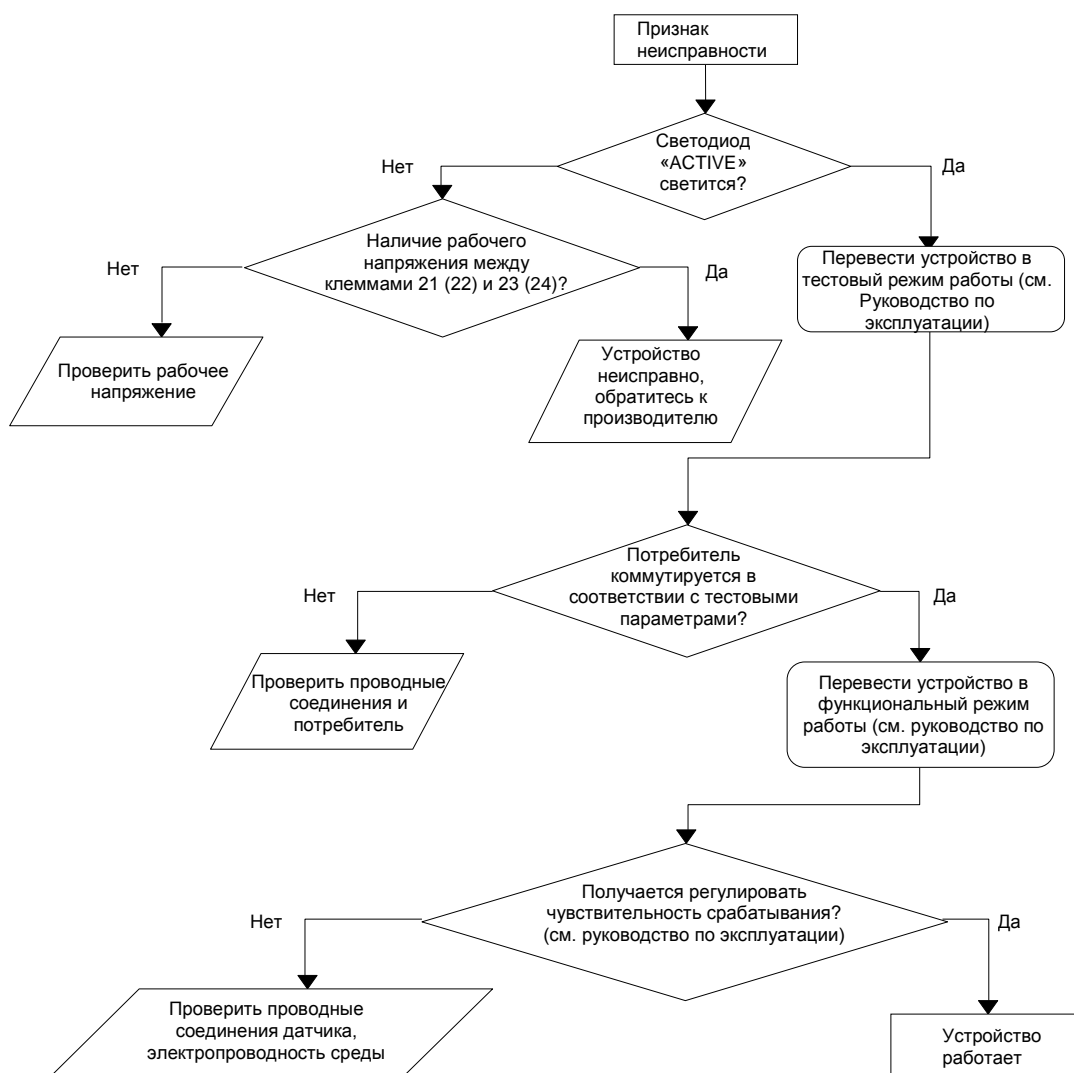 Признак
неисправности
Светодиод
«ACTIVE»
светится?
Нет
Да
Наличие рабочего
напряжения между
клеммами 21 (22) и 23 (24)?
Нет
Да
Перевести устройство в
тестовый режим работы (см.
Руководство по
эксплуатации)
Проверить рабочее
напряжение
Устройство
неисправно,
обратитесь к
производителю
Потребитель
коммутируется в
соответствии с тестовыми
параметрами?
Нет
Да
Проверить проводные
соединения и
потребитель
Перевести устройство в
функциональный режим
работы (см. руководство по
эксплуатации)
Получается регулировать
чувствительность срабатывания?
(см. руководство по эксплуатации)
Нет
Да
Проверить проводные
соединения датчика,
электропроводность среды
Устройство
работает